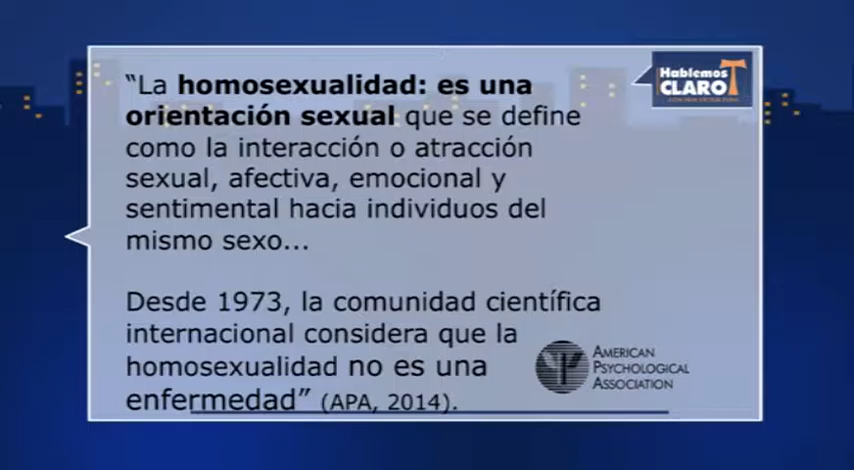 “La homosexualidad: es una
orientación sexual que se define
como la interacción o atracción
sexual, afectiva, emocional y
sentimental hacia individuos del
mismo sexo...
Desde 1973, la comunidad científica
internacional considera que la
homosexualidad no es una
enfermedad” (APA, 2014).
Hablemos
CLARO
AMERICAN
PSYCHOLOGICAL
ASSOCIATION